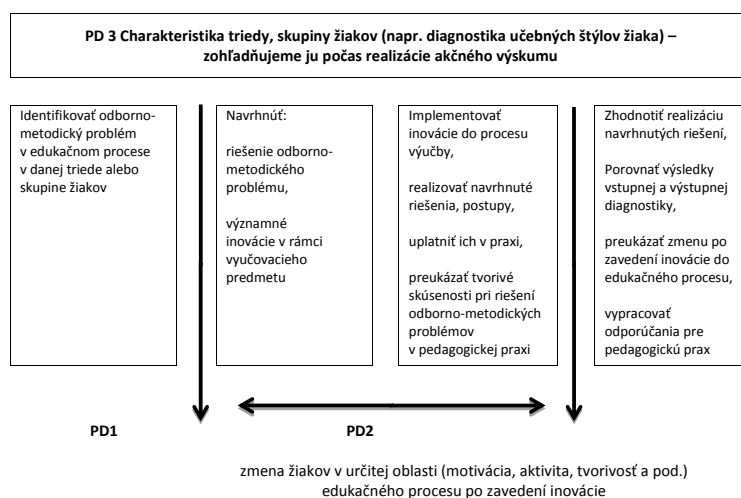 PD 3 Charakteristika triedy, skupiny žiakov (napr. diagnostika učebných štýlov žiaka) –
zohľadňujeme ju počas realizácie akčného výskumu
Identifikovať odborno-
metodický problém
v edukačnom procese
v danej triede alebo
skupine žiakov
Navrhnúť:
riešenie odborno-
metodického
problému,
významné
inovácie v rámci
vyučovacieho
predmetu
Implementovať
inovácie do procesu
výučby,
realizovať navrhnuté
riešenia, postupy,
uplatniť ich v praxi,
preukázať tvorivé
skúsenosti pri riešení
odborno-metodických
problémov
v pedagogickej praxi
Zhodnotiť realizáciu
navrhnutých riešení,
Porovnať výsledky
vstupnej a výstupnej
diagnostiky,
preukázať zmenu po
zavedení inovácie do
edukačného procesu,
vypracovať
odporúčania pre
pedagogickú prax
PD1
PD2
zmena žiakov v určitej oblasti (motivácia, aktivita, tvorivosť a pod.)
edukačného procesu po zavedení inovácie